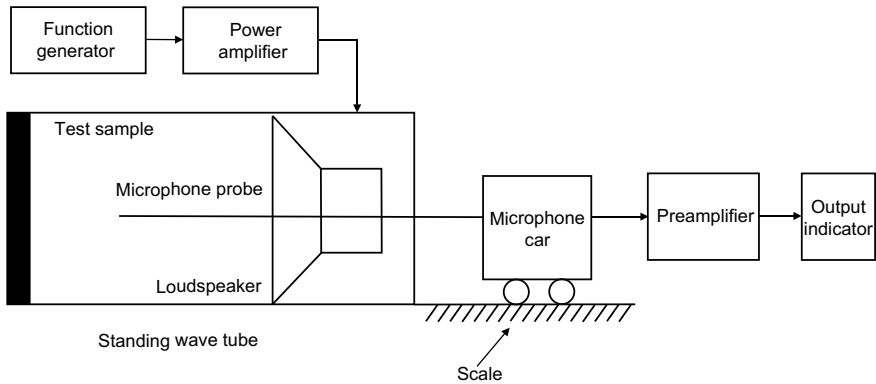 Function
generator
Power
amplifier
Test sample
Microphone probe
Loudspeaker
Microphone
car
Preamplifier
Output
indicator
Standing wave tube
Scale